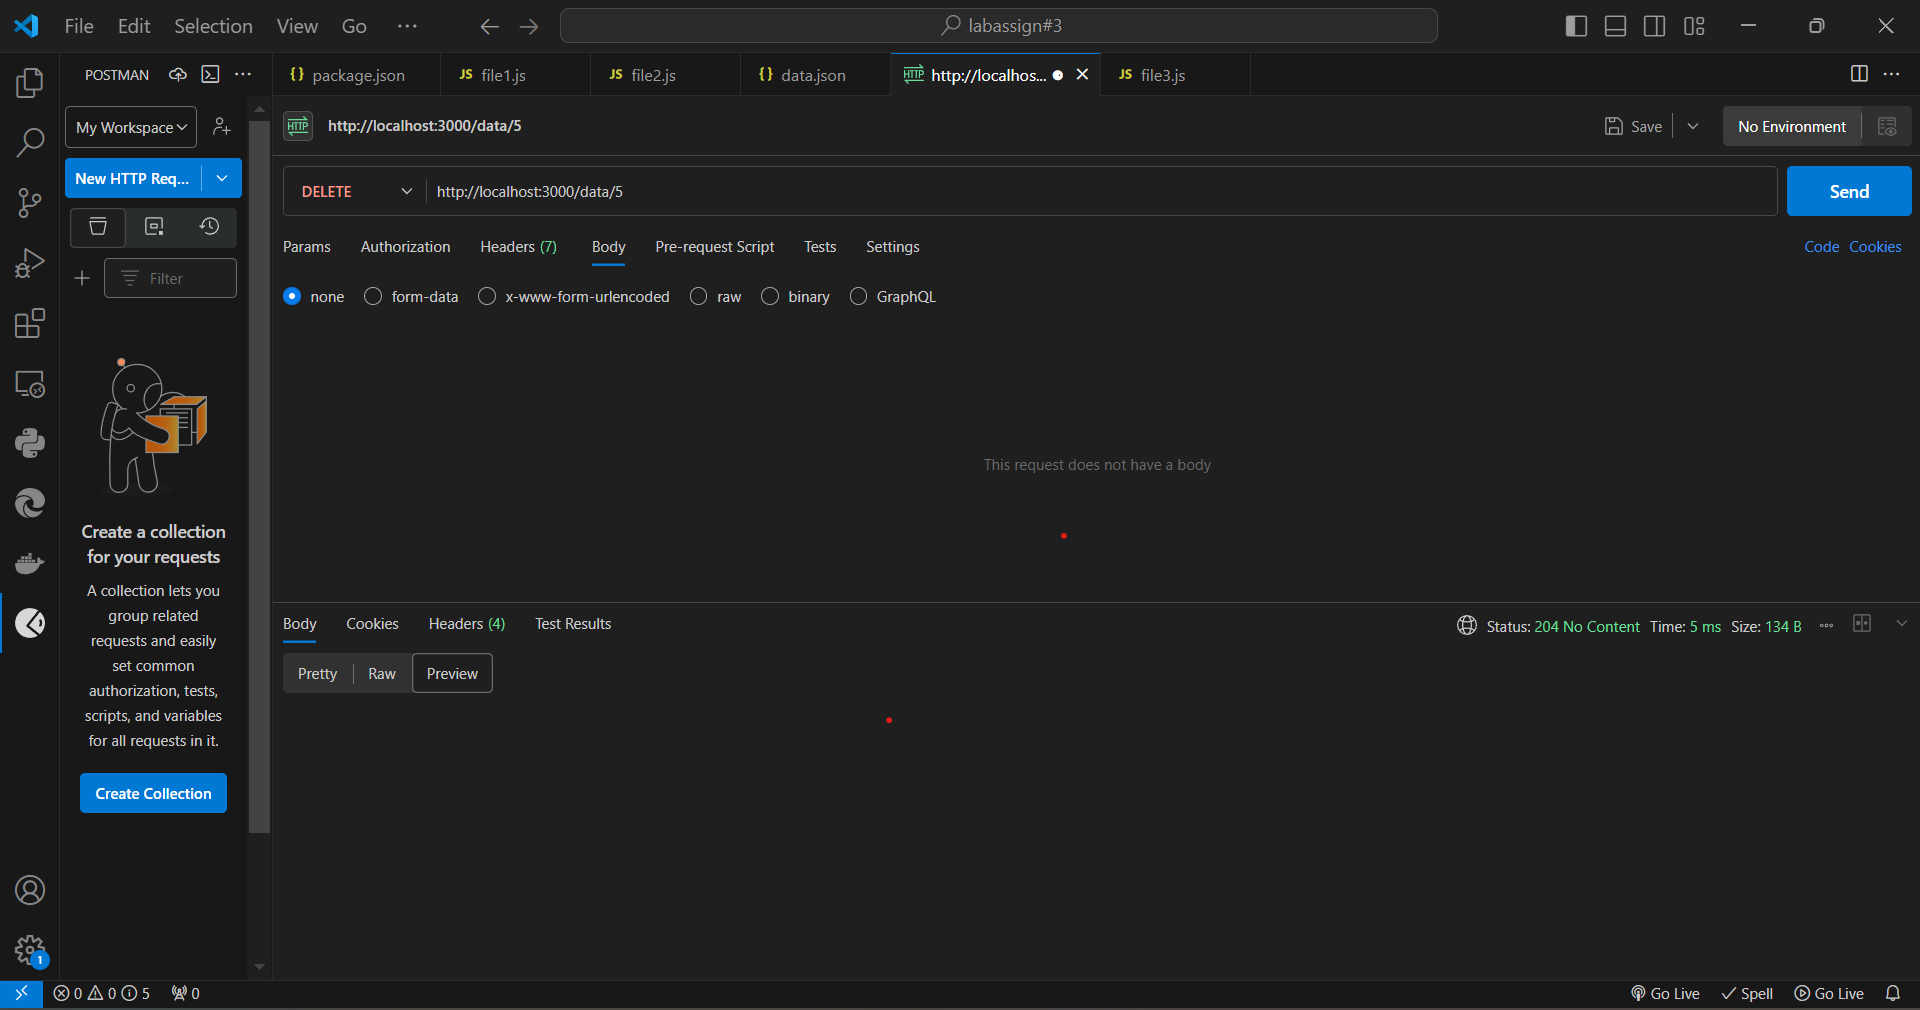 File Edit Selection View Go ··· labassign#3
POSTMAN ···
{} package.json JS file1.js JS file2.js {} data.json HTTP http://localhos... JS file3.js ···
My Workspace
HTTP http://localhost:3000/data/5 Save No Environment
New HTTP Req...
DELETE http://localhost:3000/data/5 Send
Params Authorization Headers (7) Body Pre-request Script Tests Settings Code Cookies
Filter
none form-data x-www-form-urlencoded raw binary GraphQL
This request does not have a body
Create a collection
for your requests
A collection lets you
group related
requests and easily
set common
authorization, tests,
scripts, and variables
for all requests in it.
Create Collection
Body Cookies Headers (4) Test Results Status: 204 No Content Time: 5 ms Size: 134 B
Pretty Raw Preview
1
0 0 5 0 Go Live Spell Go Live